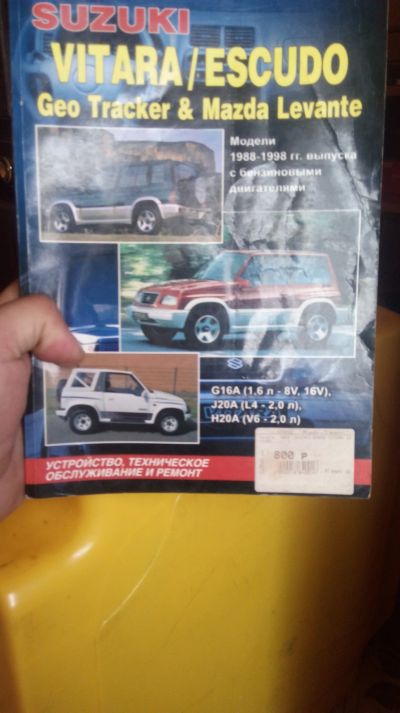 SUZUKI
VITARA/ESCUDO
Geo Tracker & Mazda Levante
Модели
1988-1998 гг. выпуска
с бензиновыми
двигателями
G16A (1,6 л - 8V, 16V),
J20A (L4 - 2,0 л),
H20A (V6 - 2,0 л)
УСТРОЙСТВО, ТЕХНИЧЕСКОЕ
ОБСЛУЖИВАНИЕ И РЕМОНТ
800 Р